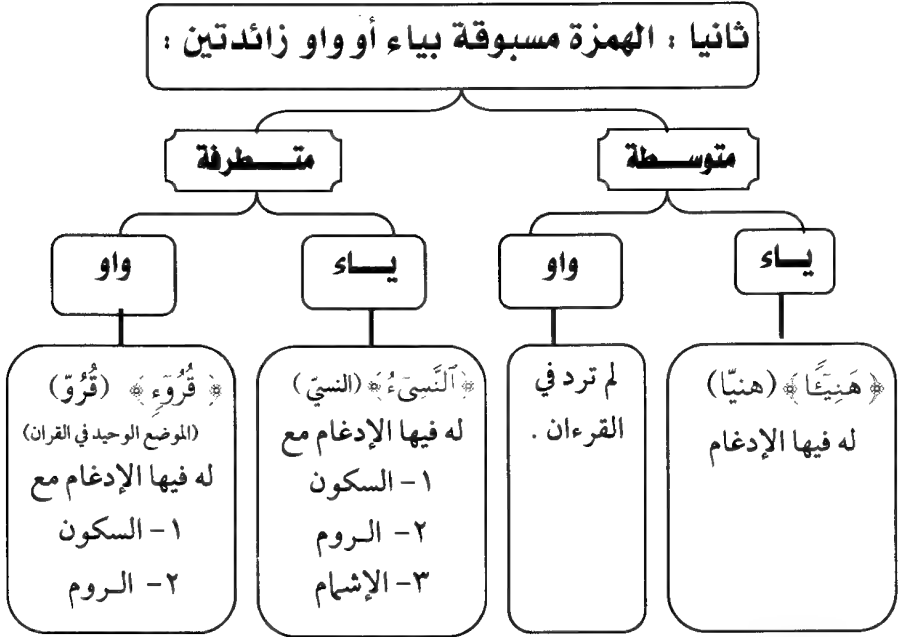 ثانيا : الهمزة مسبوقة بياء أو واو زائدتين :
متوسطة
متطرفة
ياء
واو
ياء
واو
﴿ هَنِيٓـًٔا ﴾ (هنيّا)
له فيها الإدغام
لم ترد في
القرءان .
﴿ ٱلنَّسِىٓءُ ﴾ (النسيّ)
له فيها الإدغام مع
١- السكون
٢- الروم
٣- الإشمام
﴿ قُرُوٓءٍ ﴾ (قُرُوّ)
(الموضع الوحيد في القران)
له فيها الإدغام مع
١- السكون
٢- الروم